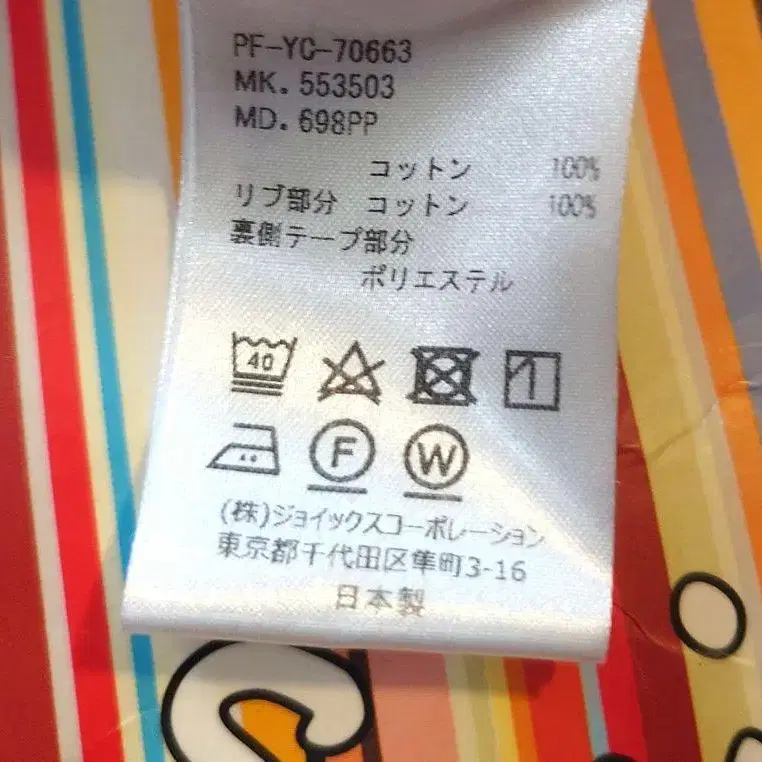 PF-YC-70663
MK. 553503
MD. 698PP
コットン 100%
リブ部分 コットン 100%
裏側テープ部分
ポリエステル
40
F W
(株)ジョイックスコーポレーション
東京都千代田区隼町3-16
日本製